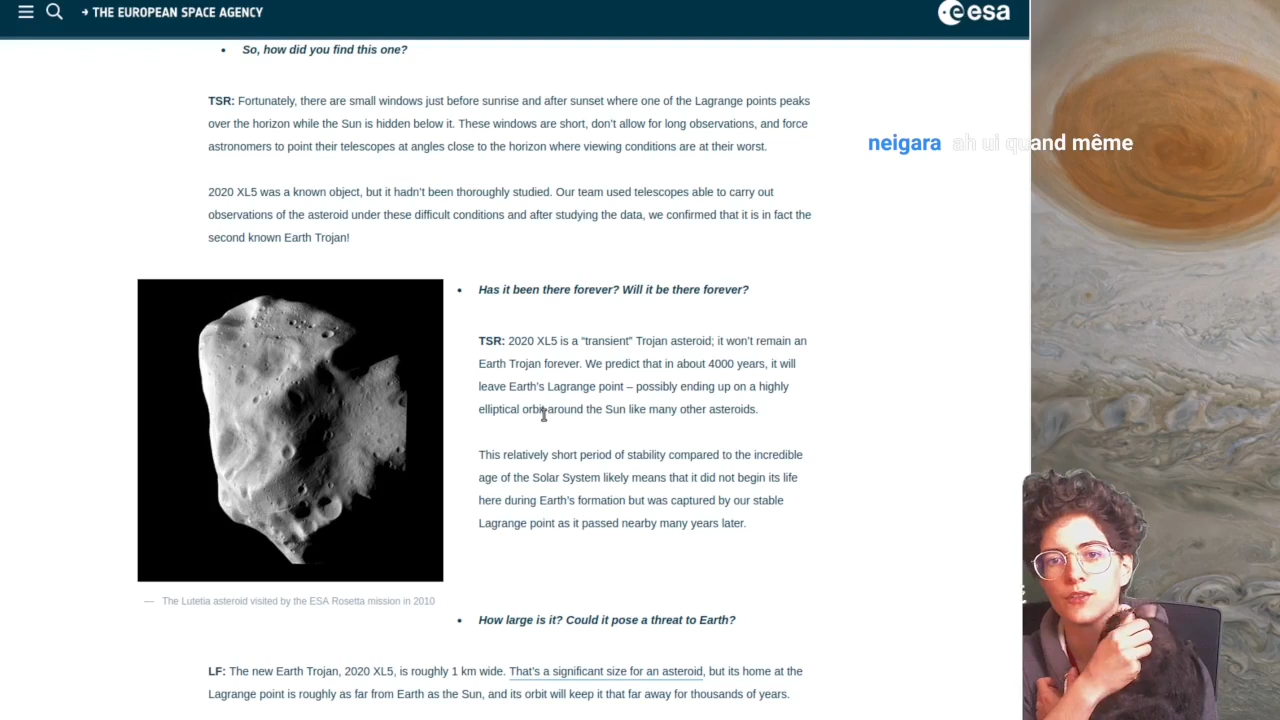 → THE EUROPEAN SPACE AGENCY
esa
• So, how did you find this one?
TSR: Fortunately, there are small windows just before sunrise and after sunset where one of the Lagrange points peaks
over the horizon while the Sun is hidden below it. These windows are short, don’t allow for long observations, and force
astronomers to point their telescopes at angles close to the horizon where viewing conditions are at their worst.
neigara ah ui quand même
2020 XL5 was a known object, but it hadn’t been thoroughly studied. Our team used telescopes able to carry out
observations of the asteroid under these difficult conditions and after studying the data, we confirmed that it is in fact the
second known Earth Trojan!
• Has it been there forever? Will it be there forever?
TSR: 2020 XL5 is a “transient” Trojan asteroid; it won’t remain an
Earth Trojan forever. We predict that in about 4000 years, it will
leave Earth’s Lagrange point – possibly ending up on a highly
elliptical orbit around the Sun like many other asteroids.
This relatively short period of stability compared to the incredible
age of the Solar System likely means that it did not begin its life
here during Earth’s formation but was captured by our stable
Lagrange point as it passed nearby many years later.
— The Lutetia asteroid visited by the ESA Rosetta mission in 2010
• How large is it? Could it pose a threat to Earth?
LF: The new Earth Trojan, 2020 XL5, is roughly 1 km wide. That’s a significant size for an asteroid, but its home at the
Lagrange point is roughly as far from Earth as the Sun, and its orbit will keep it that far away for thousands of years.